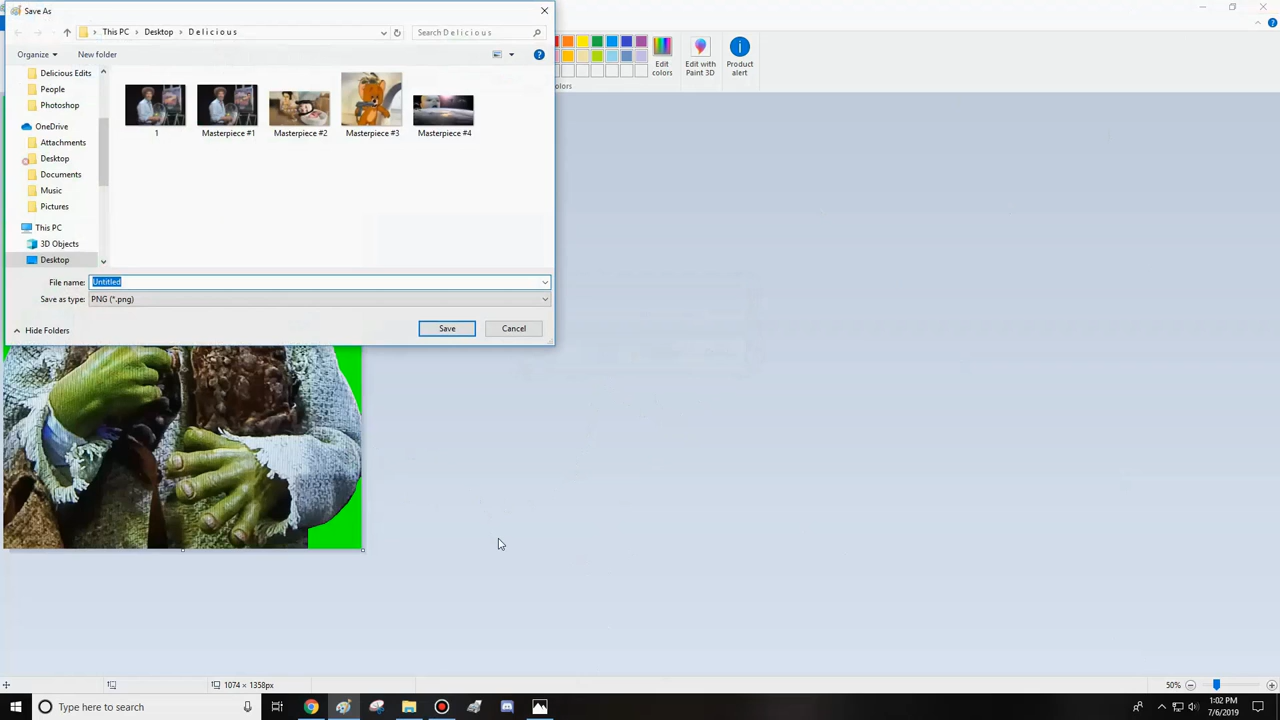 Save As
This PC Desktop D e l i c i o u s Search D e l i c i o u s
Organize New folder
Edit colors
Edit with Paint 3D
Product alert
Delicious Edits
People
Photoshop
OneDrive
Attachments
Desktop
Documents
Music
Pictures
This PC
3D Objects
Desktop
1
Masterpiece #1
Masterpiece #2
Masterpiece #3
Masterpiece #4
File name: Untitled
Save as type: PNG (*.png)
Hide Folders Save Cancel
1074 × 1358px 50%
Type here to search
1:02 PM
7/6/2019